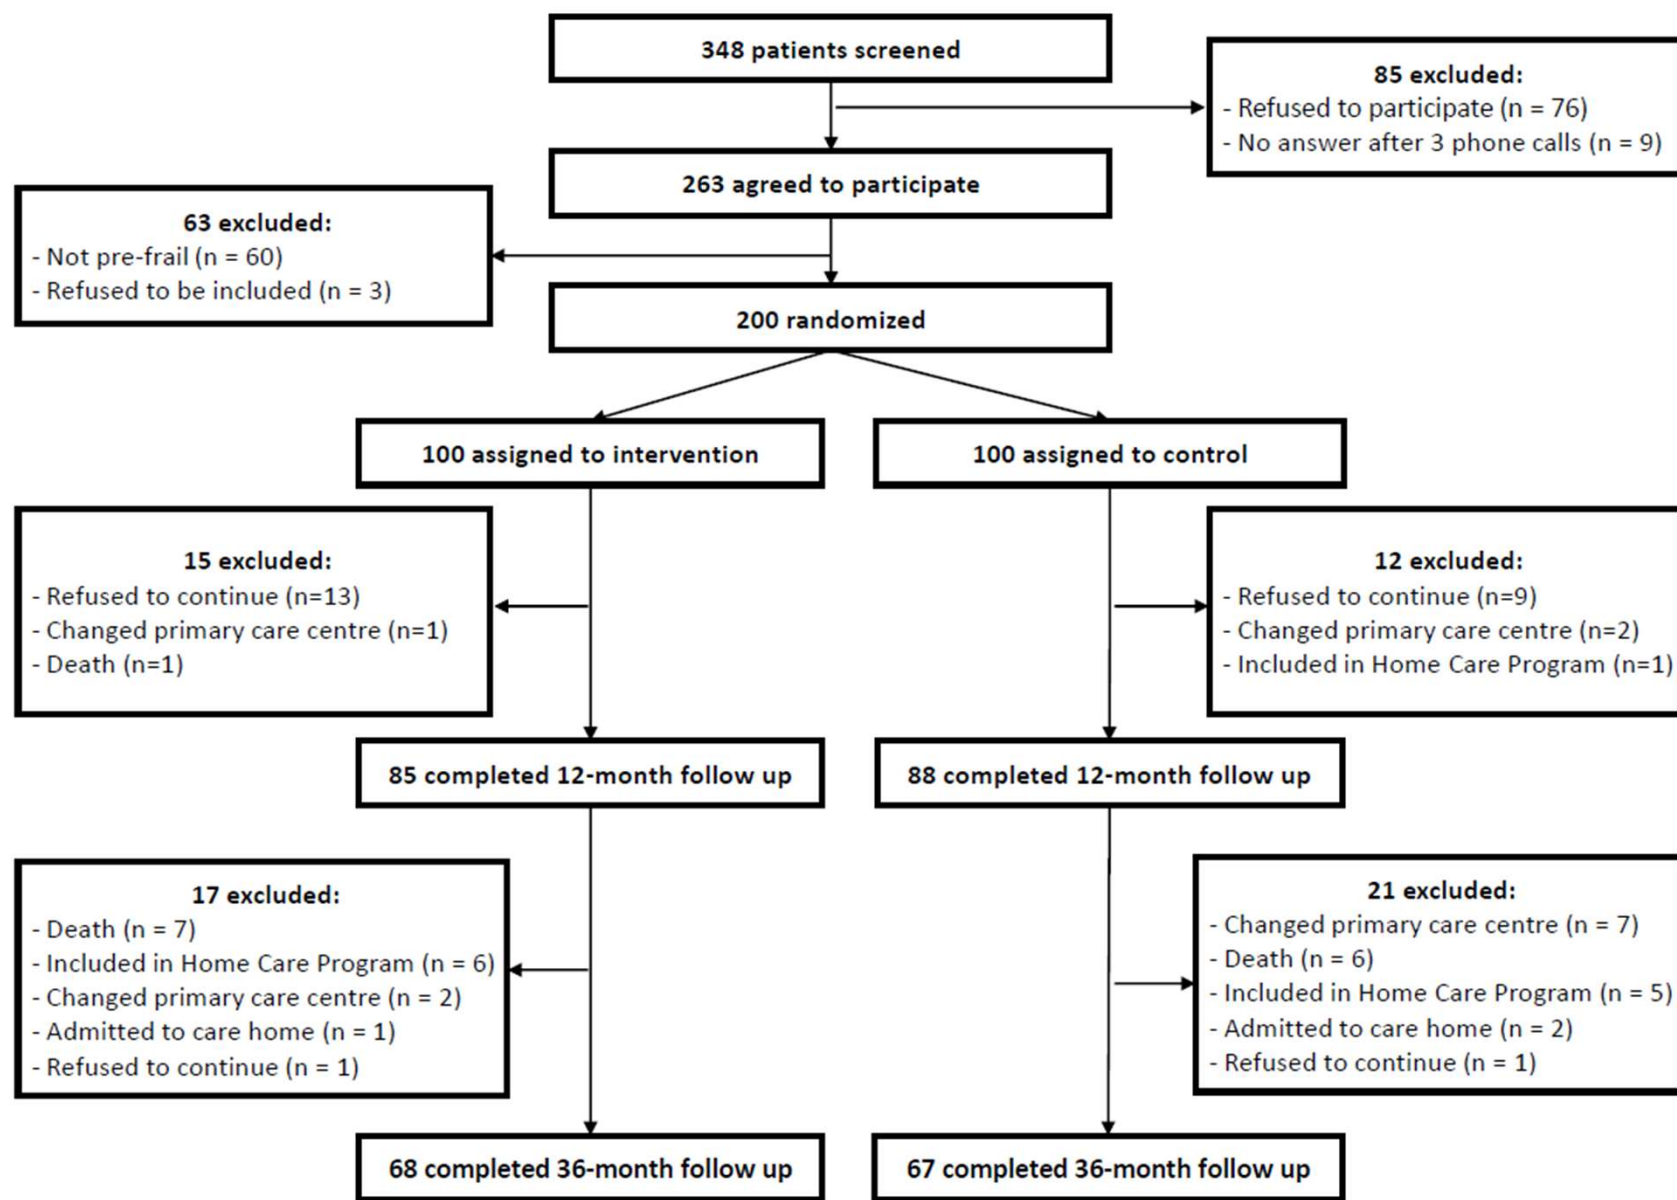 348 patients screened
85 excluded:
- Refused to participate (n = 76)
- No answer after 3 phone calls (n = 9)
263 agreed to participate
63 excluded:
- Not pre-frail (n = 60)
- Refused to be included (n = 3)
200 randomized
100 assigned to intervention
100 assigned to control
15 excluded:
- Refused to continue (n=13)
- Changed primary care centre (n=1)
- Death (n=1)
12 excluded:
- Refused to continue (n=9)
- Changed primary care centre (n=2)
- Included in Home Care Program (n=1)
85 completed 12-month follow up
88 completed 12-month follow up
17 excluded:
- Death (n = 7)
- Included in Home Care Program (n = 6)
- Changed primary care centre (n = 2)
- Admitted to care home (n = 1)
- Refused to continue (n = 1)
21 excluded:
- Changed primary care centre (n = 7)
- Death (n = 6)
- Included in Home Care Program (n = 5)
- Admitted to care home (n = 2)
- Refused to continue (n = 1)
68 completed 36-month follow up
67 completed 36-month follow up